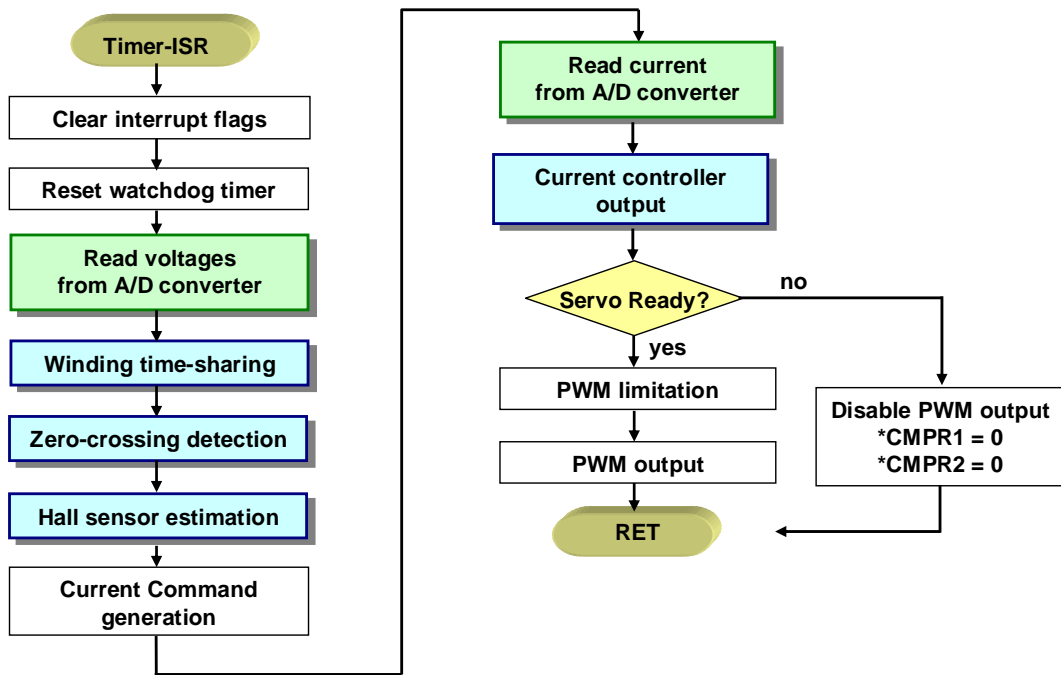 Timer-ISR
Clear interrupt flags
Reset watchdog timer
Read voltages
from A/D converter
Winding time-sharing
Zero-crossing detection
Hall sensor estimation
Current Command
generation
Read current
from A/D converter
Current controller
output
Servo Ready?
no
yes
PWM limitation
PWM output
Disable PWM output
*CMPR1 = 0
*CMPR2 = 0
RET